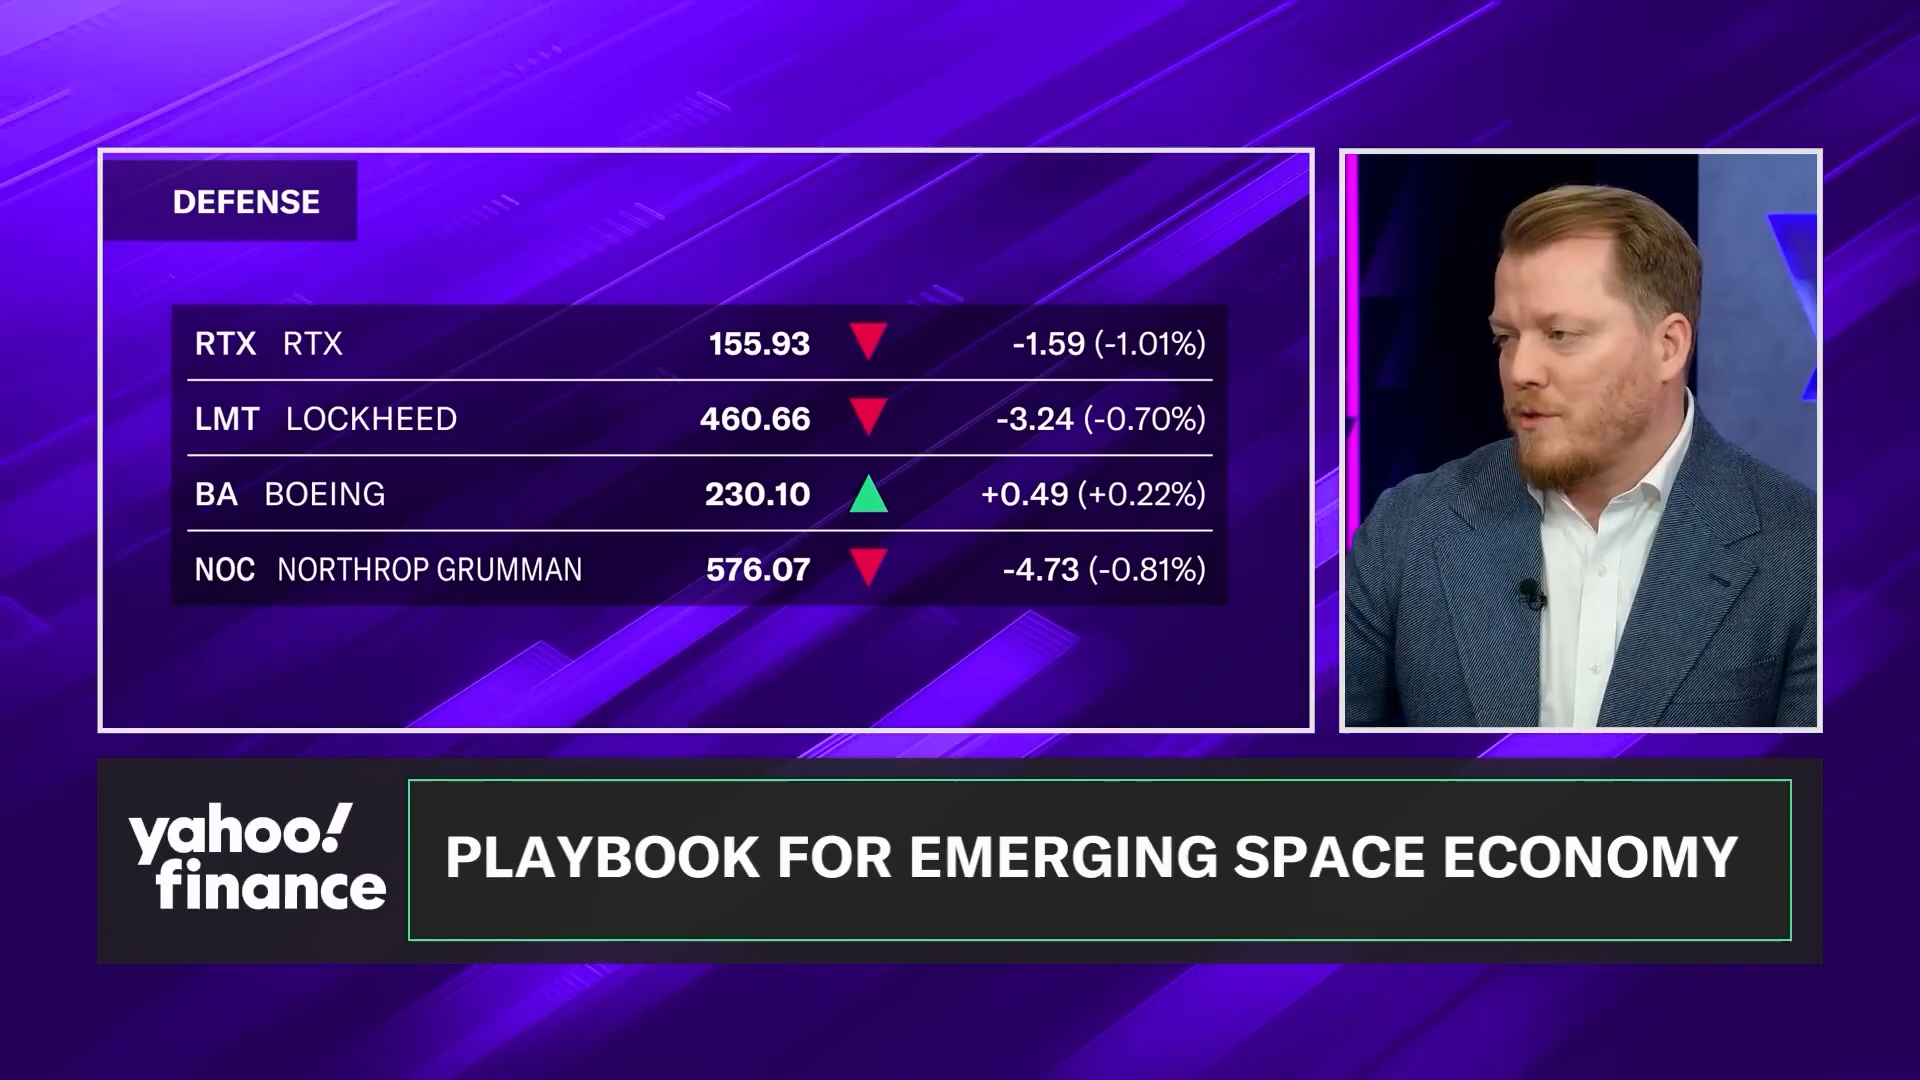 DEFENSE
RTX RTX 155.93 -1.59 (-1.01%)
LMT LOCKHEED 460.66 -3.24 (-0.70%)
BA BOEING 230.10 +0.49 (+0.22%)
NOC NORTHROP GRUMMAN 576.07 -4.73 (-0.81%)
yahoo!
finance
PLAYBOOK FOR EMERGING SPACE ECONOMY